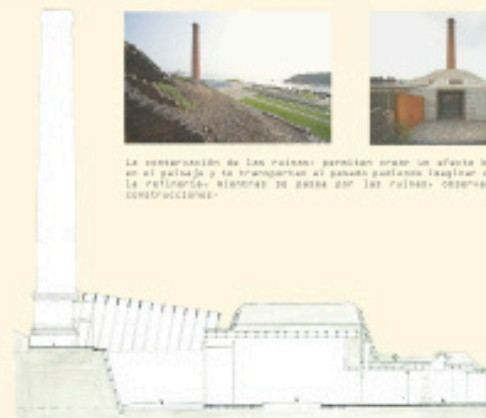 La conservación de las ruinas: permiten crear un efecto
en el paisaje y te transportan al pasado pudiendo imaginar
la refinería, mientras se pasea por las ruinas, observa
construcciones.